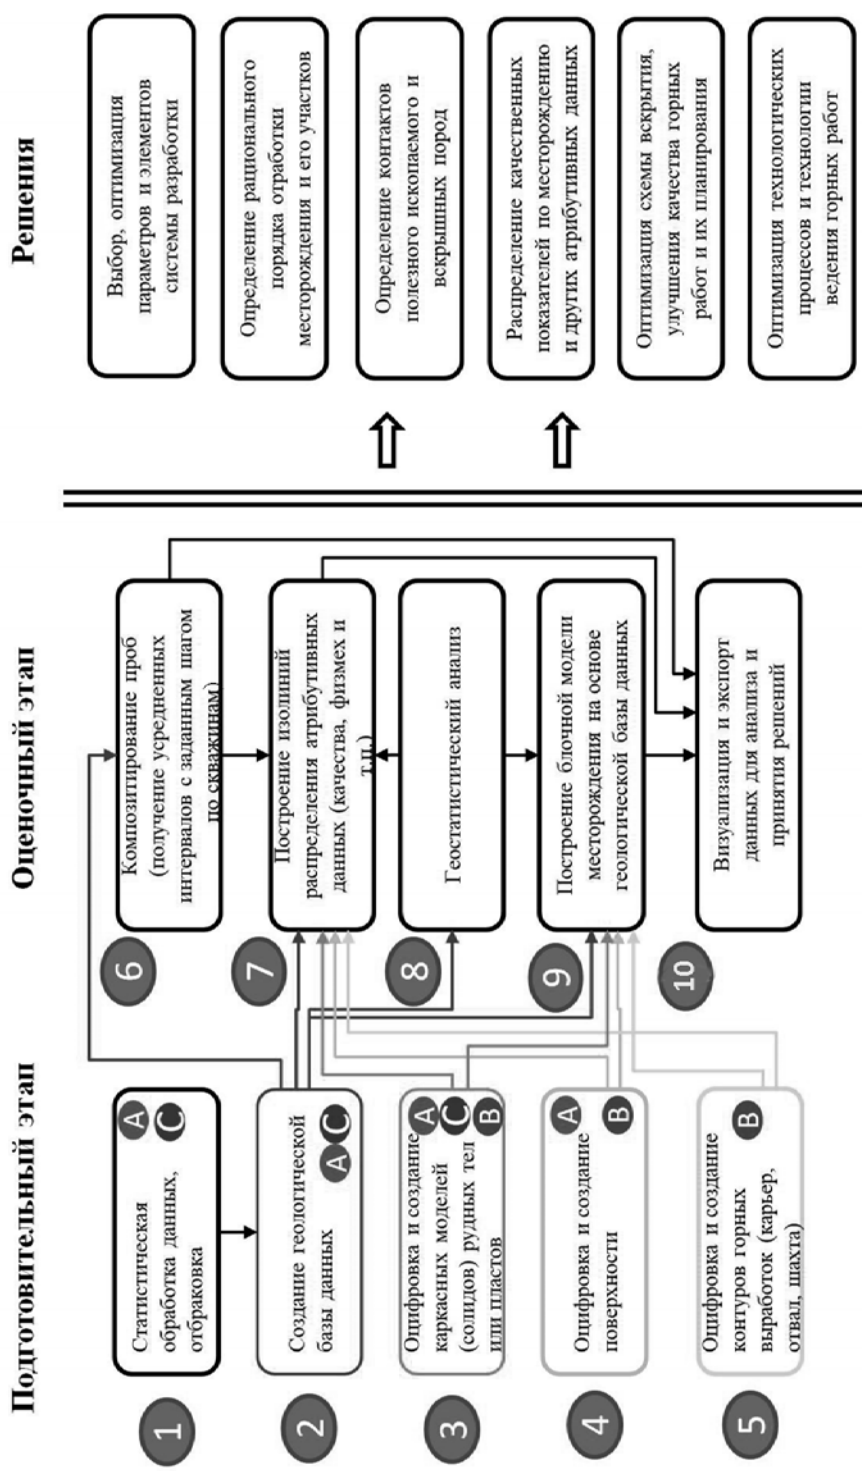 Подготовительный этап
1
Статистическая
обработка данных,
отбраковка
A
C
2
Создание геологической
базы данных
A
C
3
Оцифровка и создание
каркасных моделей
(солидов) рудных тел
или пластов
A
C
B
4
Оцифровка и создание
поверхности
A
B
5
Оцифровка и создание
контуров горных
выработок (карьер,
отвал, шахта)
B
Оценочный этап
6
Композитирование проб
(получение усредненных
интервалов с заданным шагом
по скважинам)
7
Построение изолиний
распределения атрибутивных
данных (качества, физмех и
т.п.)
8
Геостатистический анализ
9
Построение блочной модели
месторождения на основе
геологической базы данных
10
Визуализация и экспорт
данных для анализа и
принятия решений
Решения
Выбор, оптимизация
параметров и элементов
системы разработки
Определение рационального
порядка отработки
месторождения и его участков
Определение контактов
полезного ископаемого и
вскрышных пород
Распределение качественных
показателей по месторождению
и других атрибутивных данных
Оптимизация схемы вскрытия,
улучшения качества горных
работ и их планирования
Оптимизация технологических
процессов и технологии
ведения горных работ